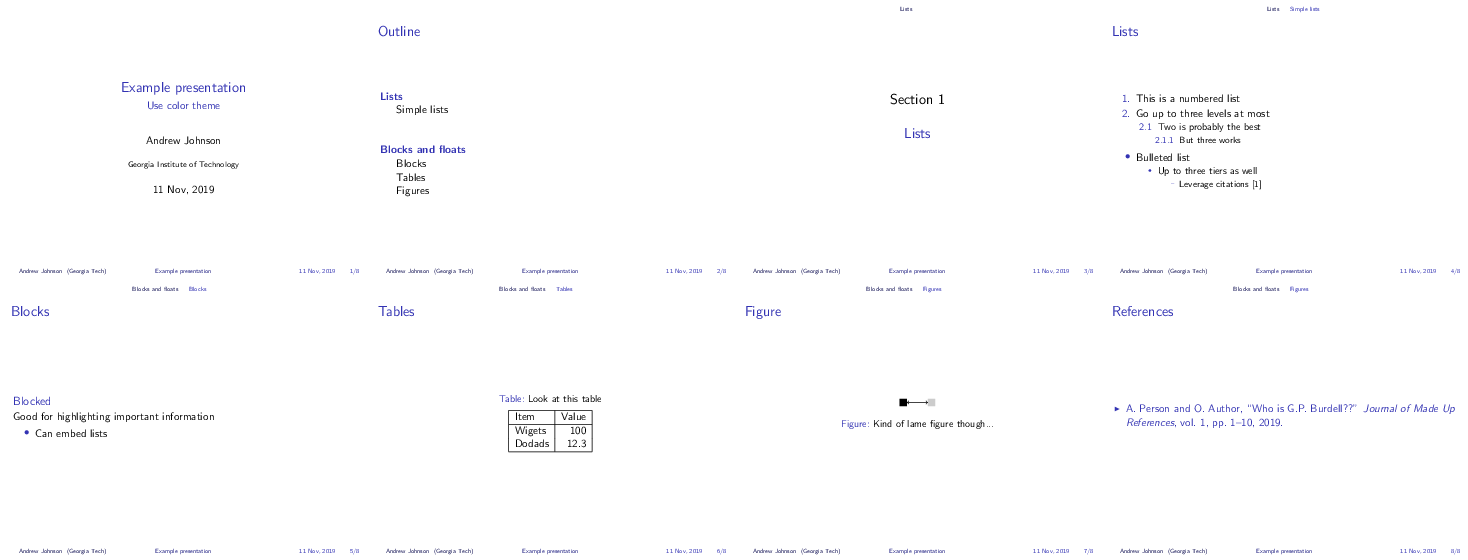 Example presentation
Use color theme
Andrew Johnson
Georgia Institute of Technology
11 Nov, 2019
Andrew Johnson (Georgia Tech) Example presentation 11 Nov, 2019 1/8
Outline
Lists
Simple lists
Blocks and floats
Blocks
Tables
Figures
Andrew Johnson (Georgia Tech) Example presentation 11 Nov, 2019 2/8
Lists
Section 1
Lists
Andrew Johnson (Georgia Tech) Example presentation 11 Nov, 2019 3/8
Lists Simple lists
Lists
1. This is a numbered list
2. Go up to three levels at most
2.1 Two is probably the best
2.1.1 But three works
• Bulleted list
• Up to three tiers as well
– Leverage citations [1]
Andrew Johnson (Georgia Tech) Example presentation 11 Nov, 2019 4/8
Blocks and floats Blocks
Blocks
Blocked
Good for highlighting important information
• Can embed lists
Andrew Johnson (Georgia Tech) Example presentation 11 Nov, 2019 5/8
Blocks and floats Tables
Tables
Table: Look at this table
Item Value
Wigets 100
Dodads 12.3
Andrew Johnson (Georgia Tech) Example presentation 11 Nov, 2019 6/8
Blocks and floats Figures
Figure
Figure: Kind of lame figure though...
Andrew Johnson (Georgia Tech) Example presentation 11 Nov, 2019 7/8
Blocks and floats Figures
References
► A. Person and O. Author, "Who is G.P. Burdell??" Journal of Made Up
References, vol. 1, pp. 1–10, 2019.
Andrew Johnson (Georgia Tech) Example presentation 11 Nov, 2019 8/8